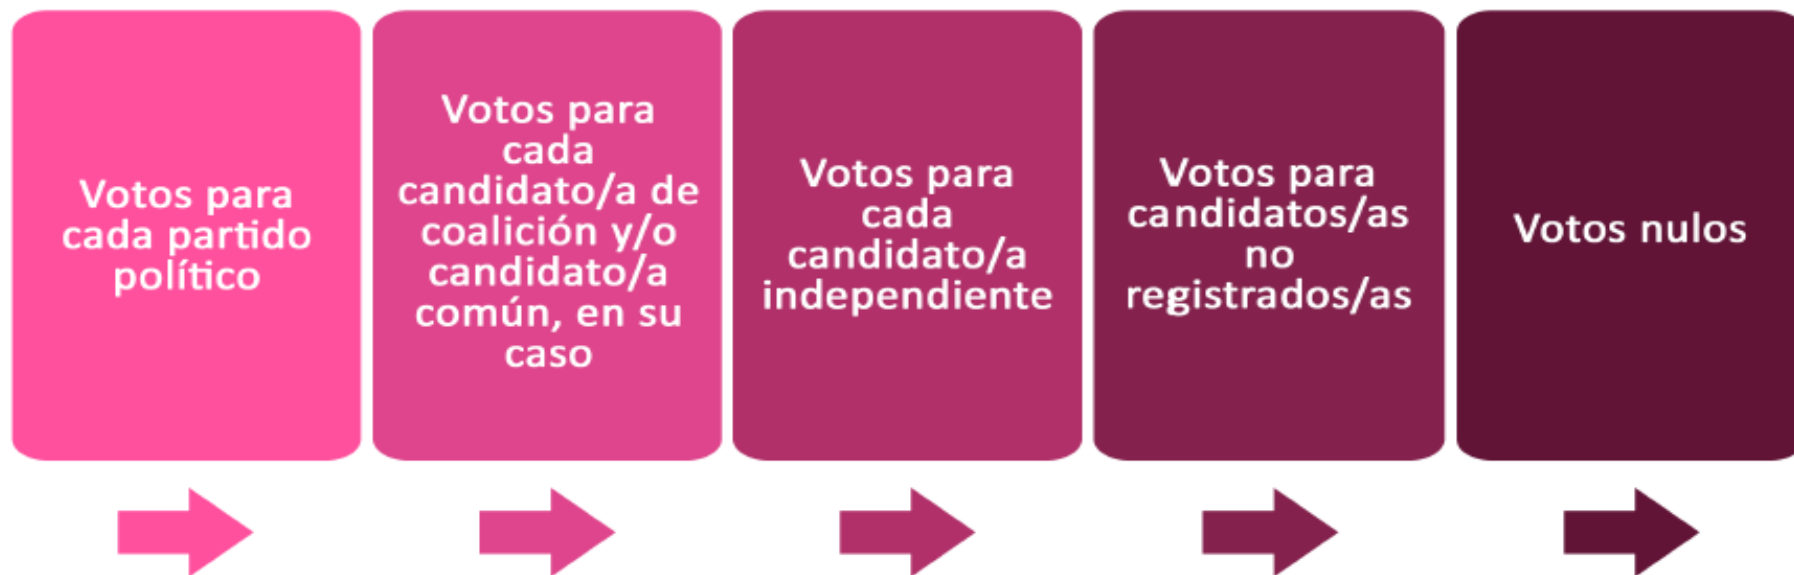 Votos para
cada partido
político
Votos para
cada
candidato/a de
coalición y/o
candidato/a
común, en su
caso
Votos para
cada
candidato/a
independiente
Votos para
candidatos/as
no
registrados/as
Votos nulos